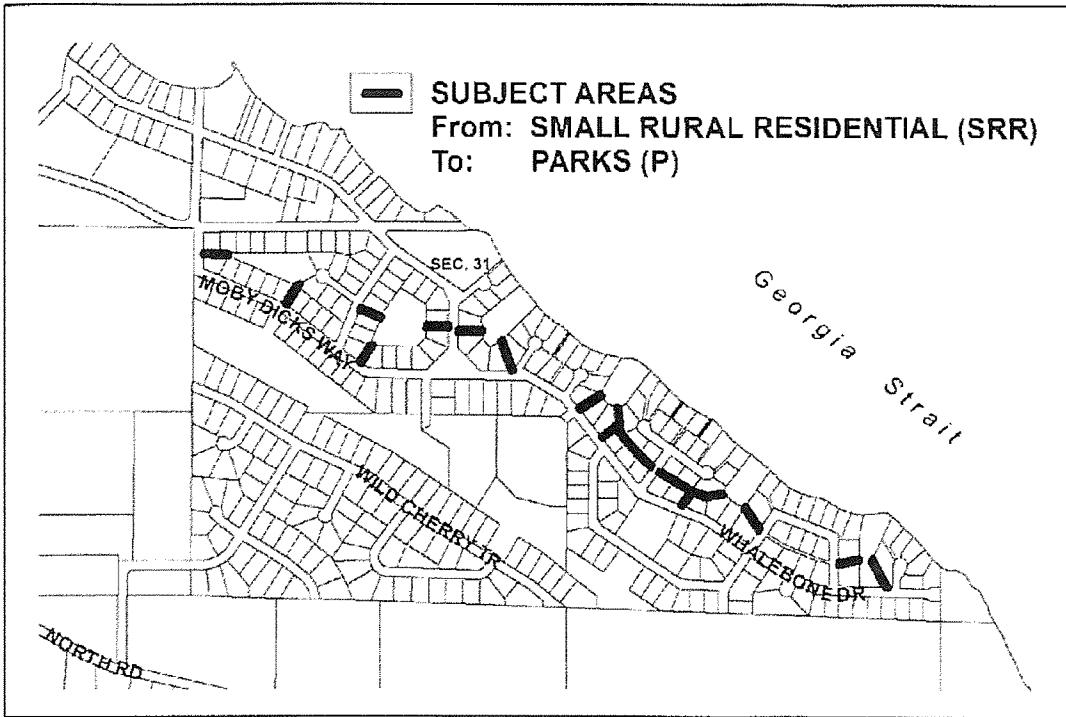 SUBJECT AREAS
From: SMALL RURAL RESIDENTIAL (SRR)
To: PARKS (P)
SEC, 31
MOBY DICKS WAY
Georgia Strait
WILD CHERRY TR
WHALEBONE DR
NORTH RD